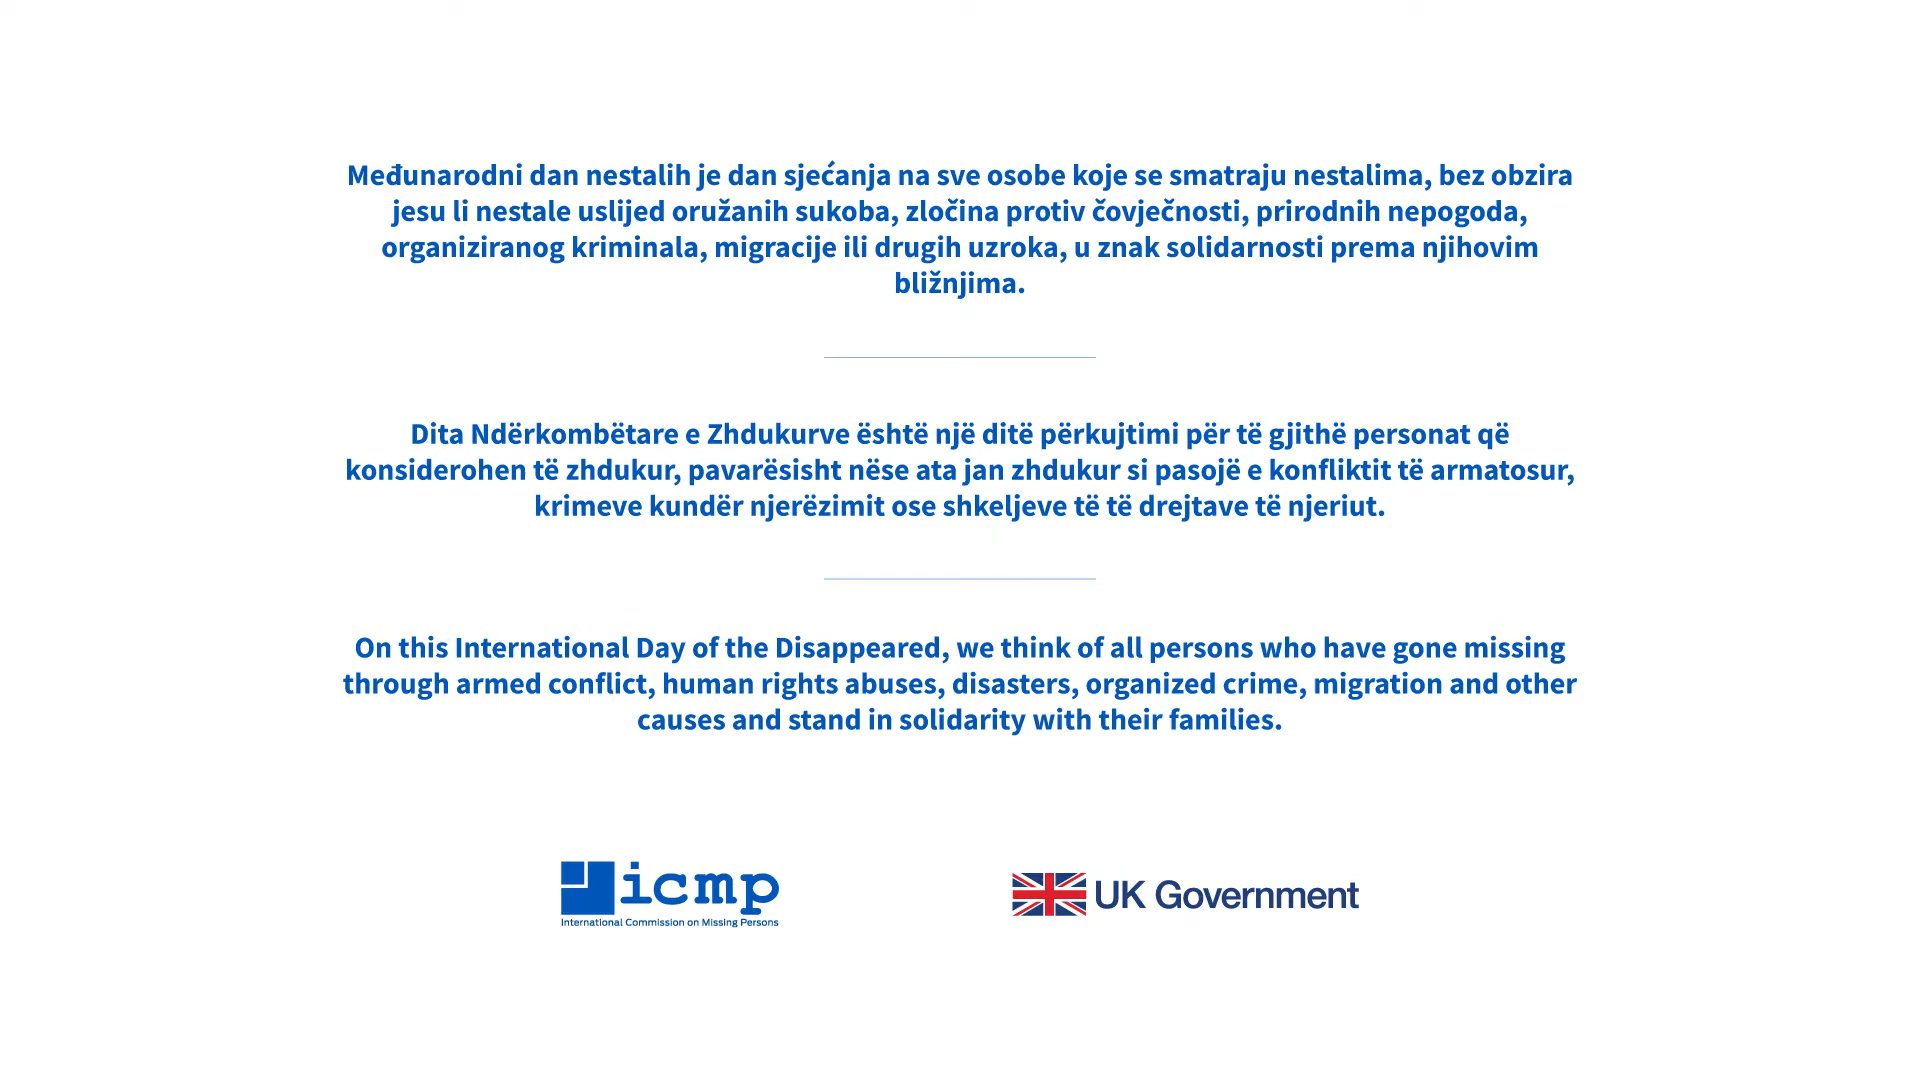 Međunarodni dan nestalih je dan sjećanja na sve osobe koje se smatraju nestalima, bez obzira
jesu li nestale uslijed oružanih sukoba, zločina protiv čovječnosti, prirodnih nepogoda,
organiziranog kriminala, migracije ili drugih uzroka, u znak solidarnosti prema njihovim
bližnjima.
Dita Ndërkombëtare e Zhdukurve është një ditë përkujtimi për të gjithë personat që
konsiderohen të zhdukur, pavarësisht nëse ata jan zhdukur si pasojë e konfliktit të armatosur,
krimeve kundër njerëzimit ose shkeljeve të të drejtave të njeriut.
On this International Day of the Disappeared, we think of all persons who have gone missing
through armed conflict, human rights abuses, disasters, organized crime, migration and other
causes and stand in solidarity with their families.
icmp
International Commission on Missing Persons
UK Government